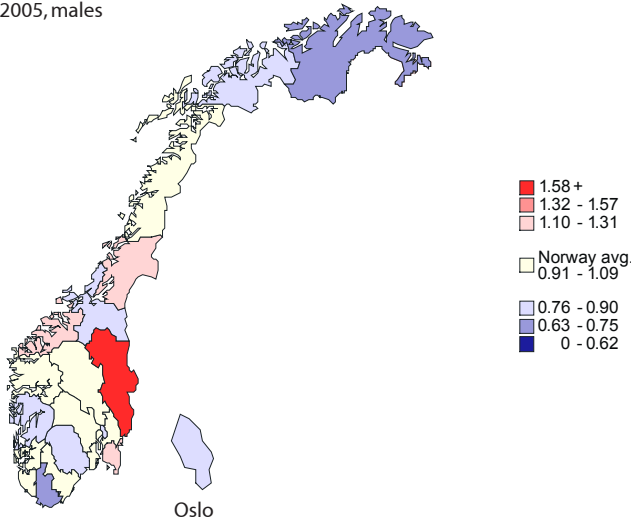 2005, males
1.58 +
1.32 - 1.57
1.10 - 1.31
Norway avg.
0.91 - 1.09
0.76 - 0.90
0.63 - 0.75
0 - 0.62
Oslo